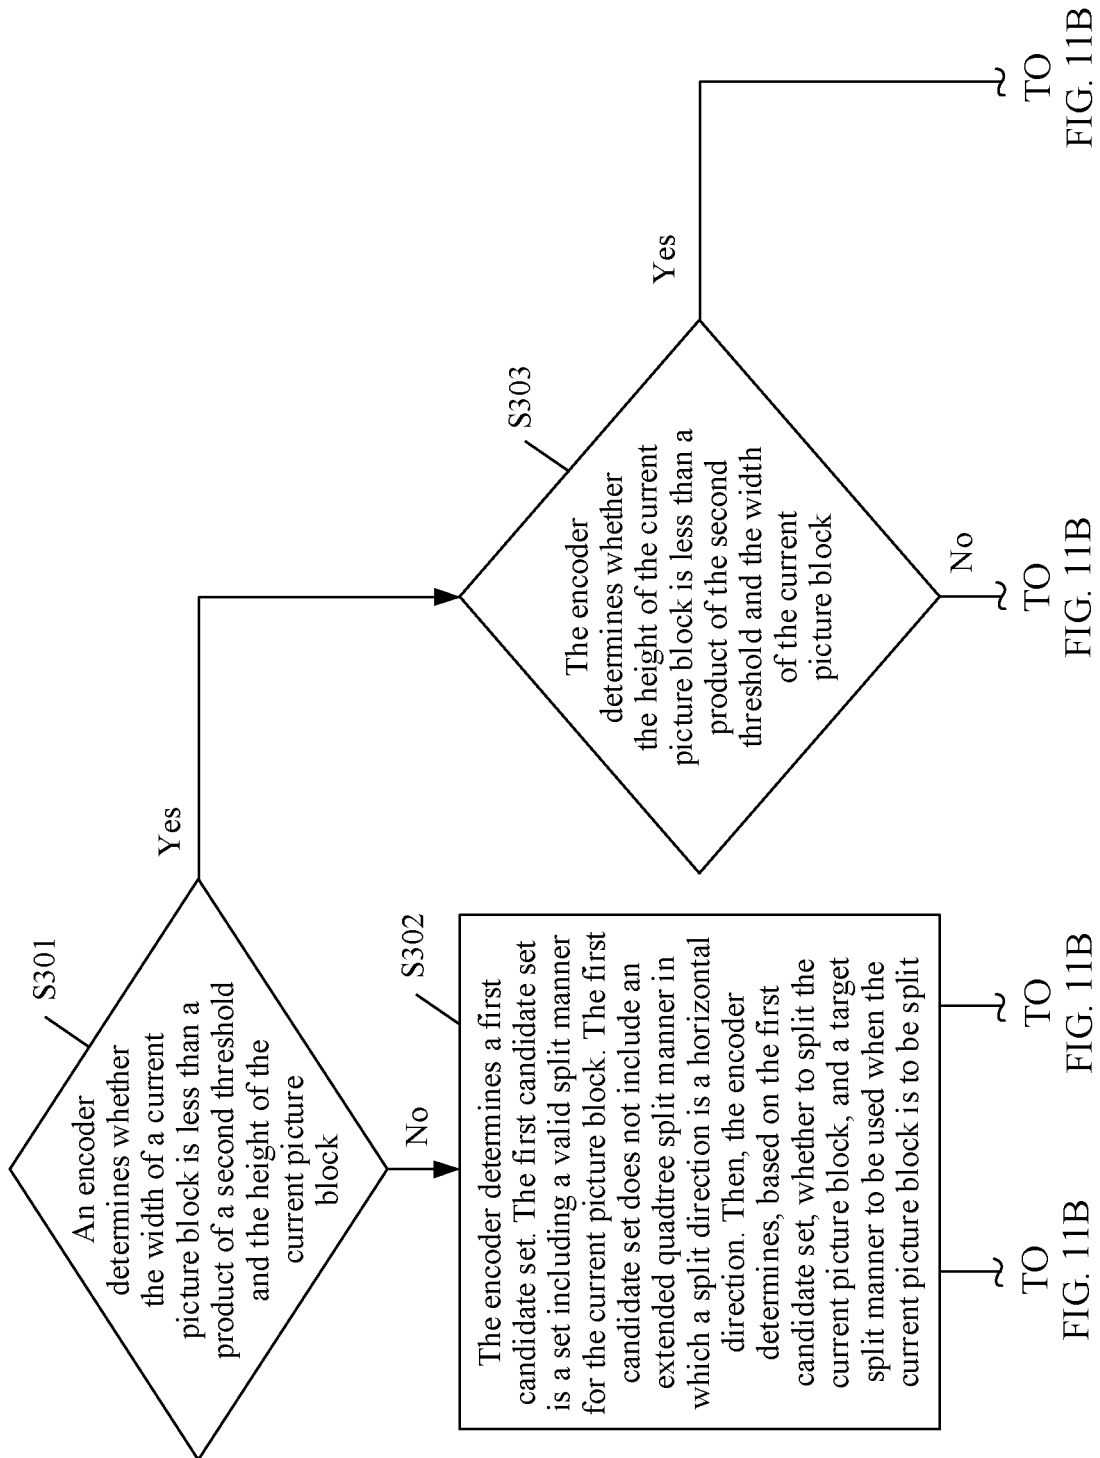 S301
An encoder
determines whether
the width of a current
picture block is less than a
product of a second threshold
and the height of the
current picture
block
Yes
No
S302
The encoder determines a first
candidate set. The first candidate set
is a set including a valid split manner
for the current picture block. The first
candidate set does not include an
extended quadtree split manner in
which a split direction is a horizontal
direction. Then, the encoder
determines, based on the first
candidate set, whether to split the
current picture block, and a target
split manner to be used when the
current picture block is to be split
TO
FIG. 11B
TO
FIG. 11B
S303
The encoder
determines whether
the height of the current
picture block is less than a
product of the second
threshold and the width
of the current
picture block
Yes
No
TO
FIG. 11B
TO
FIG. 11B